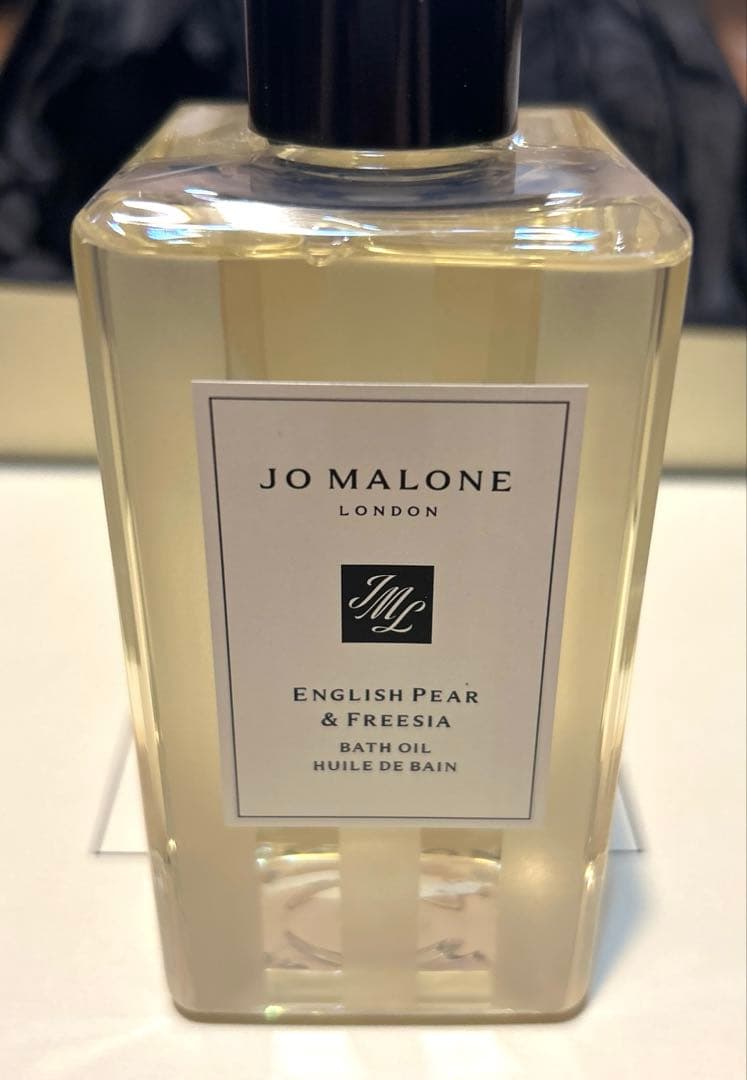 JO MALONE
LONDON
JML
ENGLISH PEAR
& FREESIA
BATH OIL
HUILE DE BAIN